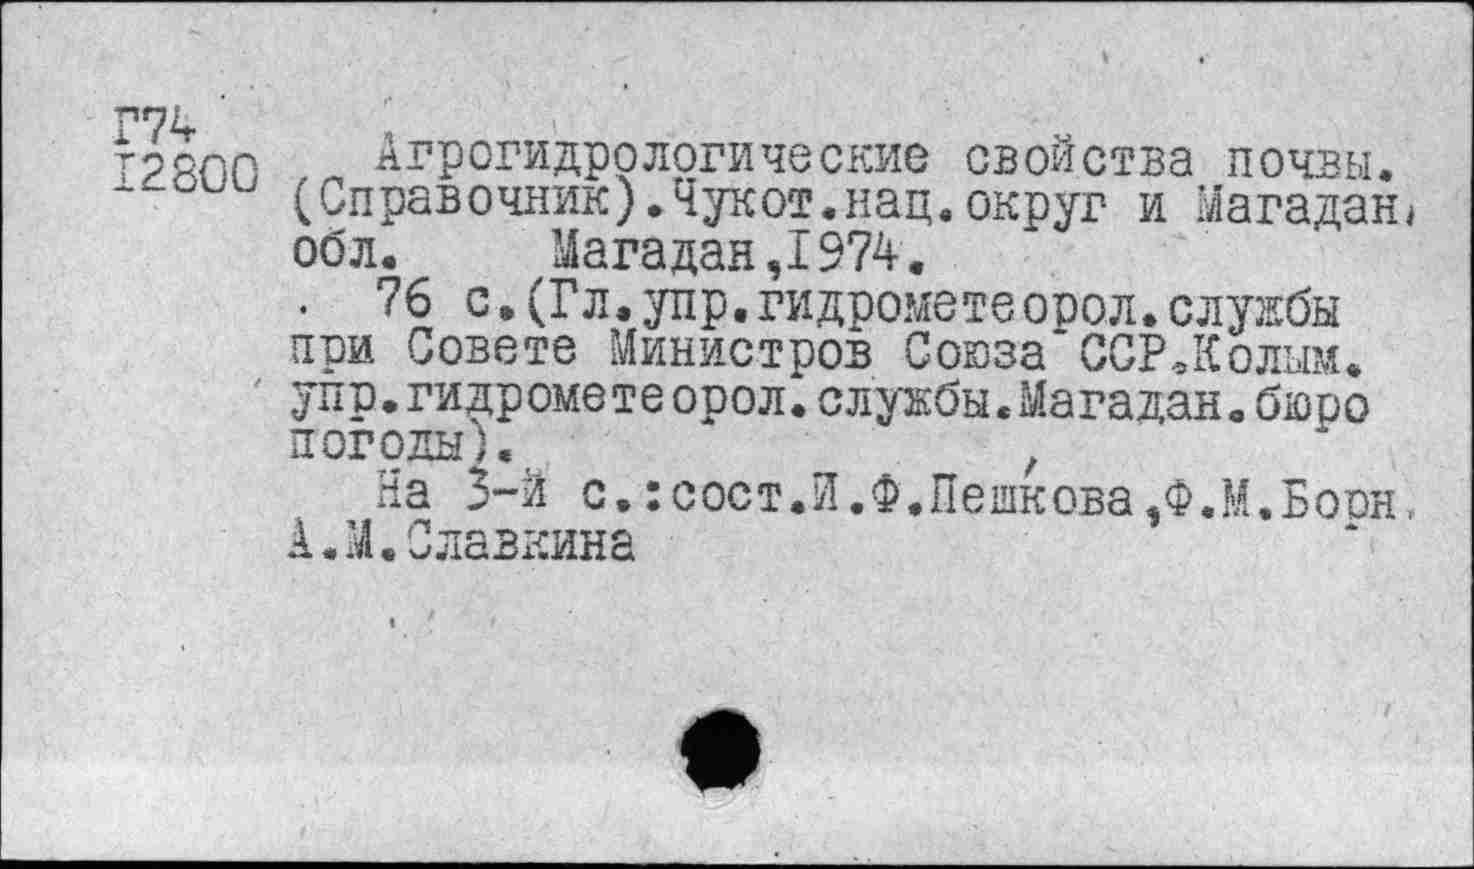 Г74
I2800
Агрогидрологические свойства почвы.
(Справочник).Чукот.нац.округ и Магадан.
обл. Магадан,I974.
76 с.(Гл.упр.гидрометеорол.службы
при Совете Министров Союза ССР.Колым.
упр.гидрометеорол.службы.Магадан.бюро
погоды).
На 3-й с.:сост.И.Ф.Пешкова,Ф.М.Борн,
А.М.Славкина